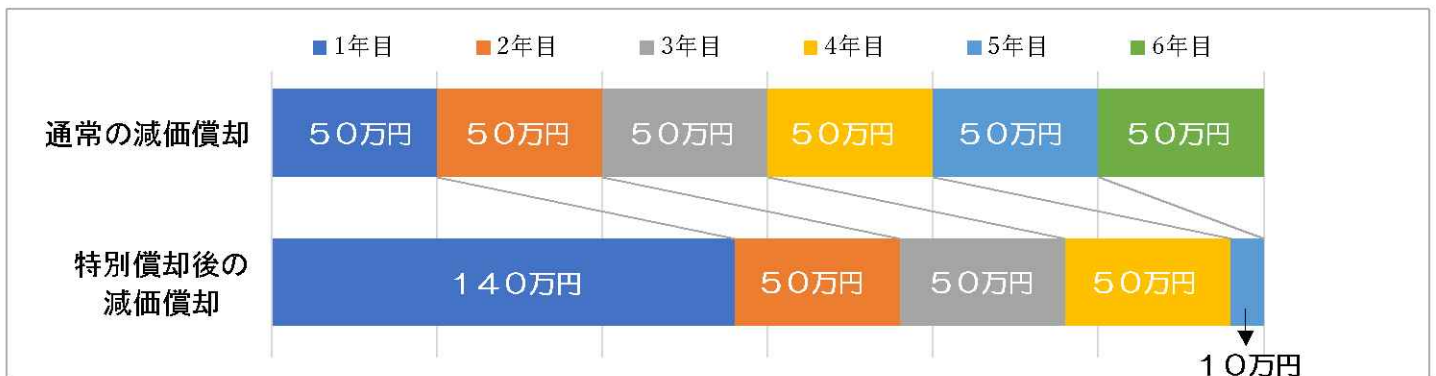 1年目 2年目 3年目 4年目 5年目 6年目
通常の減価償却 50万円 50万円 50万円 50万円 50万円 50万円
特別償却後の
減価償却
140万円 50万円 50万円 50万円
10万円